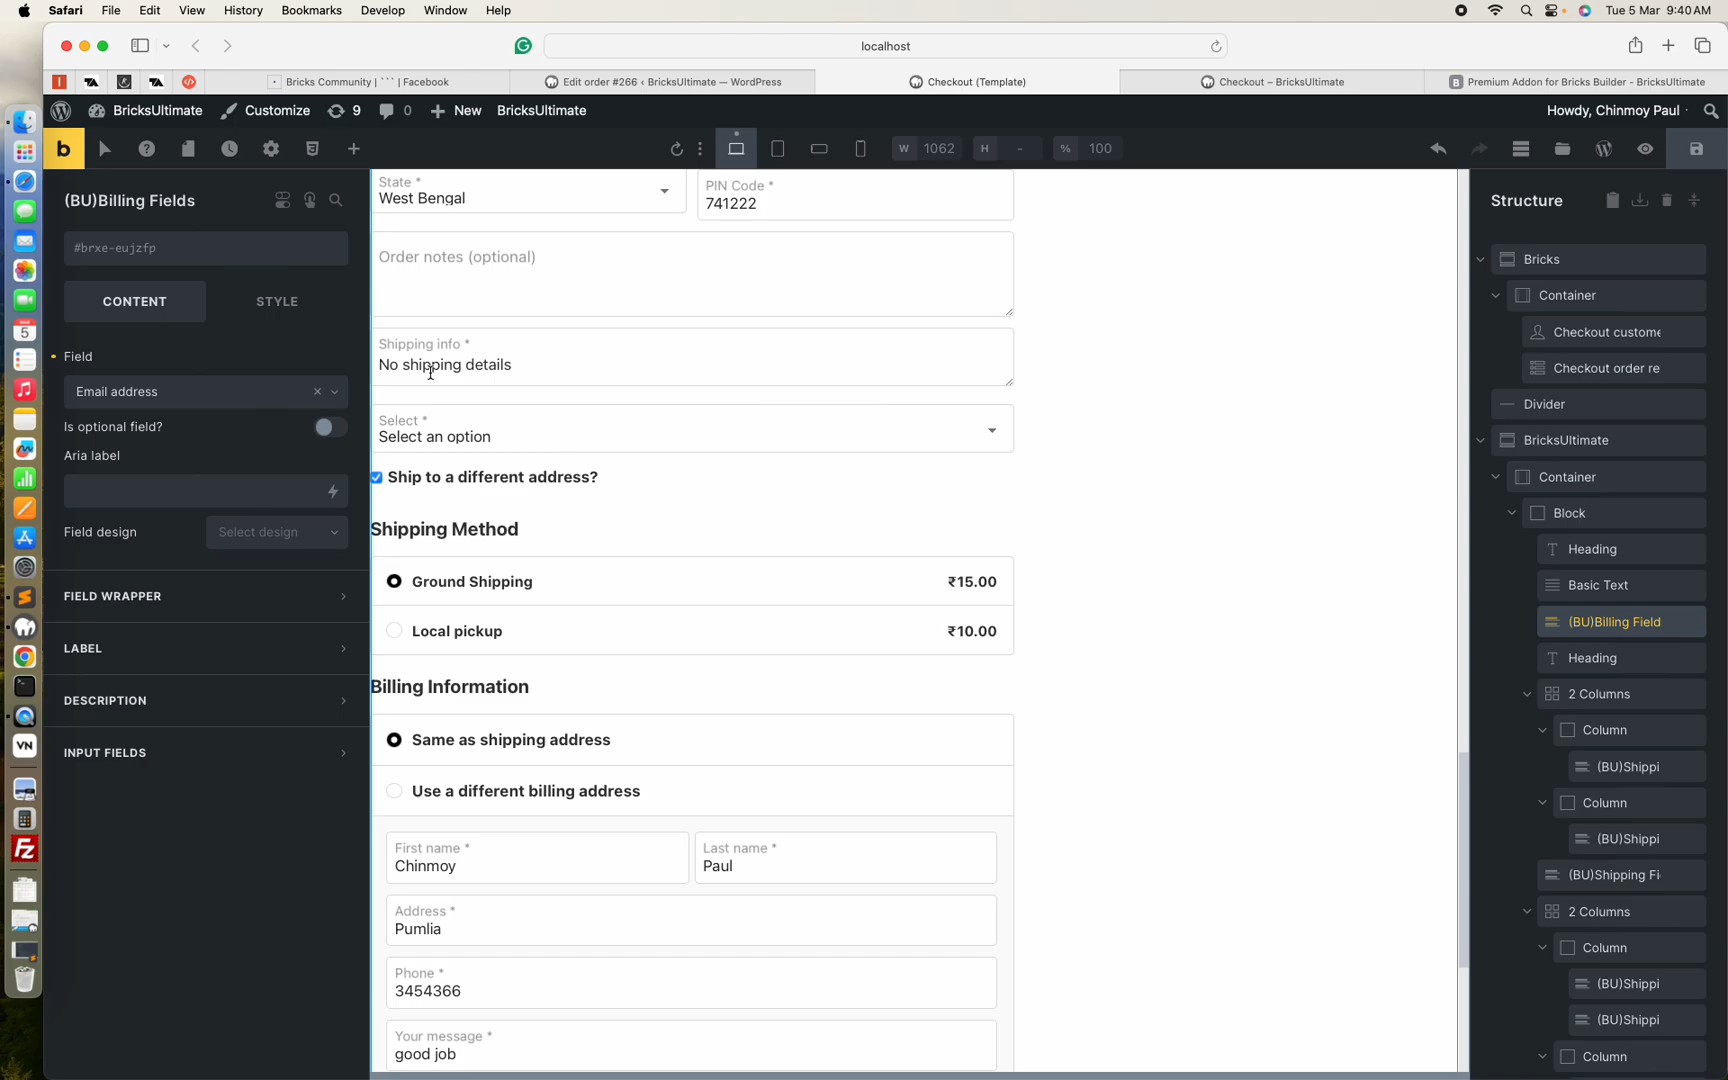 Safari File Edit View History Bookmarks Develop Window Help Tue 5 Mar 9:40 AM
localhost
Bricks Community | ``` | Facebook
Edit order #266 ‹ BricksUltimate — WordPress
Checkout (Template)
Checkout – BricksUltimate
B Premium Addon for Bricks Builder - BricksUltimate
BricksUltimate Customize 9 0 New BricksUltimate Howdy, Chinmoy Paul
b W 1062 H - % 100
(BU)Billing Fields
#brxe-eujzfp
CONTENT STYLE
Field
Email address
Is optional field?
Aria label
Field design Select design
FIELD WRAPPER
LABEL
DESCRIPTION
INPUT FIELDS
State *
West Bengal
PIN Code *
741222
Order notes (optional)
Shipping info *
No shipping details
Select *
Select an option
Ship to a different address?
Shipping Method
Ground Shipping ₹15.00
Local pickup ₹10.00
Billing Information
Same as shipping address
Use a different billing address
First name *
Chinmoy
Last name *
Paul
Address *
Pumlia
Phone *
3454366
Your message *
good job
Structure
Bricks
Container
Checkout custome
Checkout order re
Divider
BricksUltimate
Container
Block
Heading
Basic Text
(BU)Billing Field
Heading
2 Columns
Column
(BU)Shippi
Column
(BU)Shippi
(BU)Shipping Fi
2 Columns
Column
(BU)Shippi
(BU)Shippi
Column
5
VN
FZ